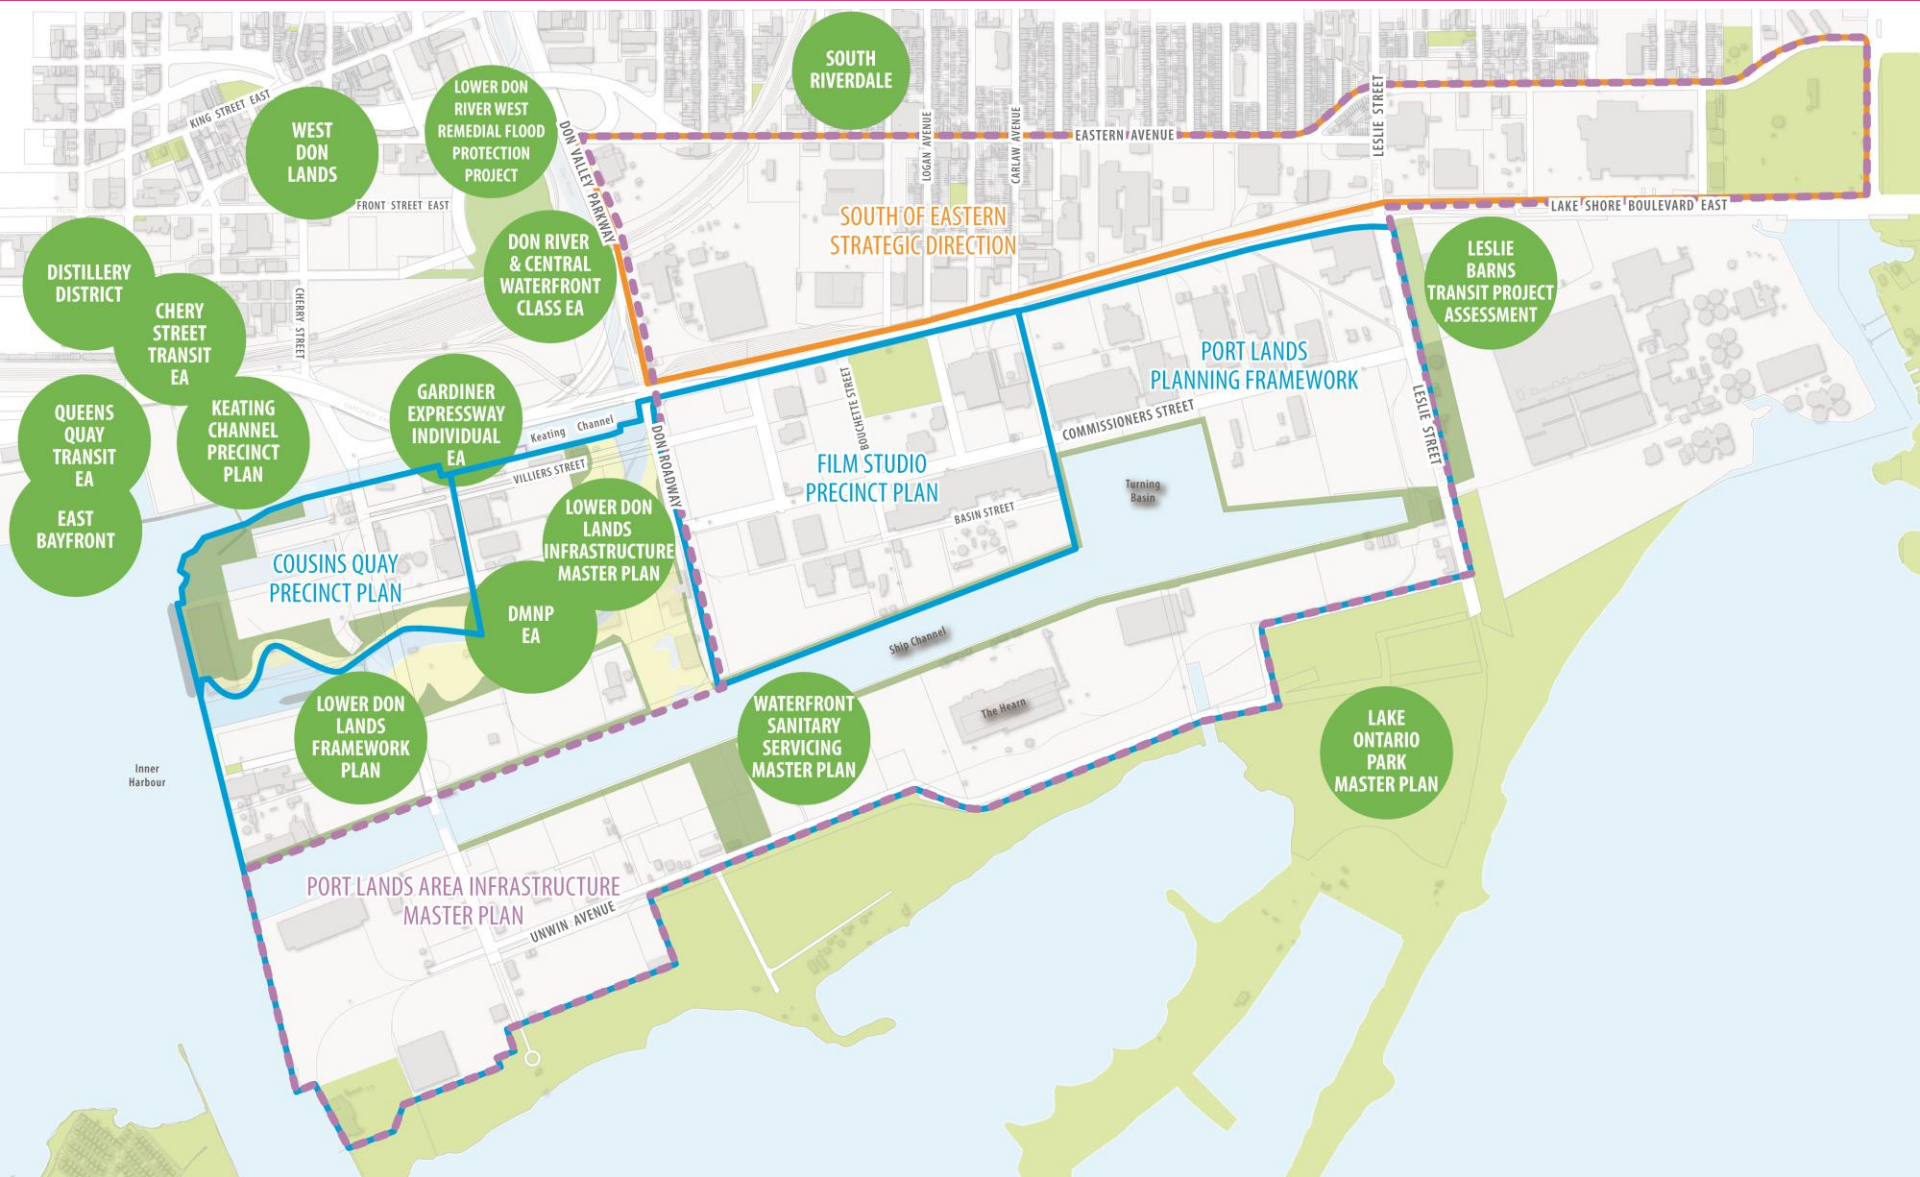 SOUTH
RIVERDALE
LOWER DON
RIVER WEST
REMEDIAL FLOOD
PROTECTION
PROJECT
KING STREET EAST
WEST
DON
LANDS
DON VALLEY PARKWAY
LOGAN AVENUE
CARLAW AVENUE
EASTERN AVENUE
LESLIE STREET
FRONT STREET EAST
LAKE SHORE BOULEVARD EAST
SOUTH OF EASTERN
STRATEGIC DIRECTION
DON RIVER
& CENTRAL
WATERFRONT
CLASS EA
LESLIE
BARNS
TRANSIT PROJECT
ASSESSMENT
DISTILLERY
DISTRICT
CHERY
STREET
TRANSIT
EA
CHERRY STREET
PORT LANDS
PLANNING FRAMEWORK
GARDINER
EXPRESSWAY
INDIVIDUAL
EA
QUEENS
QUAY
TRANSIT
EA
KEATING
CHANNEL
PRECINCT
PLAN
Keating Channel
BOUCHETTE STREET
COMMISSIONERS STREET
LESLIE STREET
DON ROADWAY
VILLIERS STREET
FILM STUDIO
PRECINCT PLAN
Turning
Basin
BASIN STREET
EAST
BAYFRONT
LOWER DON
LANDS
INFRASTRUCTURE
MASTER PLAN
COUSINS QUAY
PRECINCT PLAN
DMNP
EA
Ship Channel
LOWER DON
LANDS
FRAMEWORK
PLAN
WATERFRONT
SANITARY
SERVICING
MASTER PLAN
The Hearn
LAKE
ONTARIO
PARK
MASTER PLAN
Inner
Harbour
PORT LANDS AREA INFRASTRUCTURE
MASTER PLAN
UNWIN AVENUE